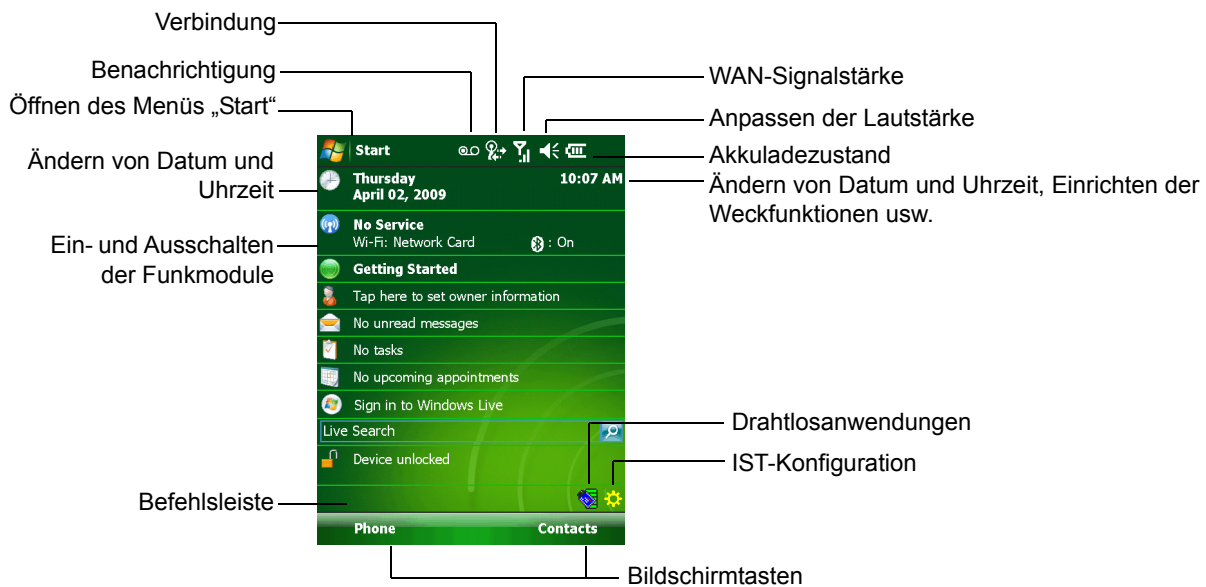 Verbindung
Benachrichtigung
Öffnen des Menüs „Start“
Ändern von Datum und
Uhrzeit
Ein- und Ausschalten
der Funkmodule
Befehlsleiste
WAN-Signalstärke
Anpassen der Lautstärke
Akkuladezustand
Ändern von Datum und Uhrzeit, Einrichten der
Weckfunktionen usw.
Start
Thursday 10:07 AM
April 02, 2009
No Service
Wi-Fi: Network Card : On
Getting Started
Tap here to set owner information
No unread messages
No tasks
No upcoming appointments
Sign in to Windows Live
Live Search
Device unlocked
Phone Contacts
Drahtlosanwendungen
IST-Konfiguration
Bildschirmtasten